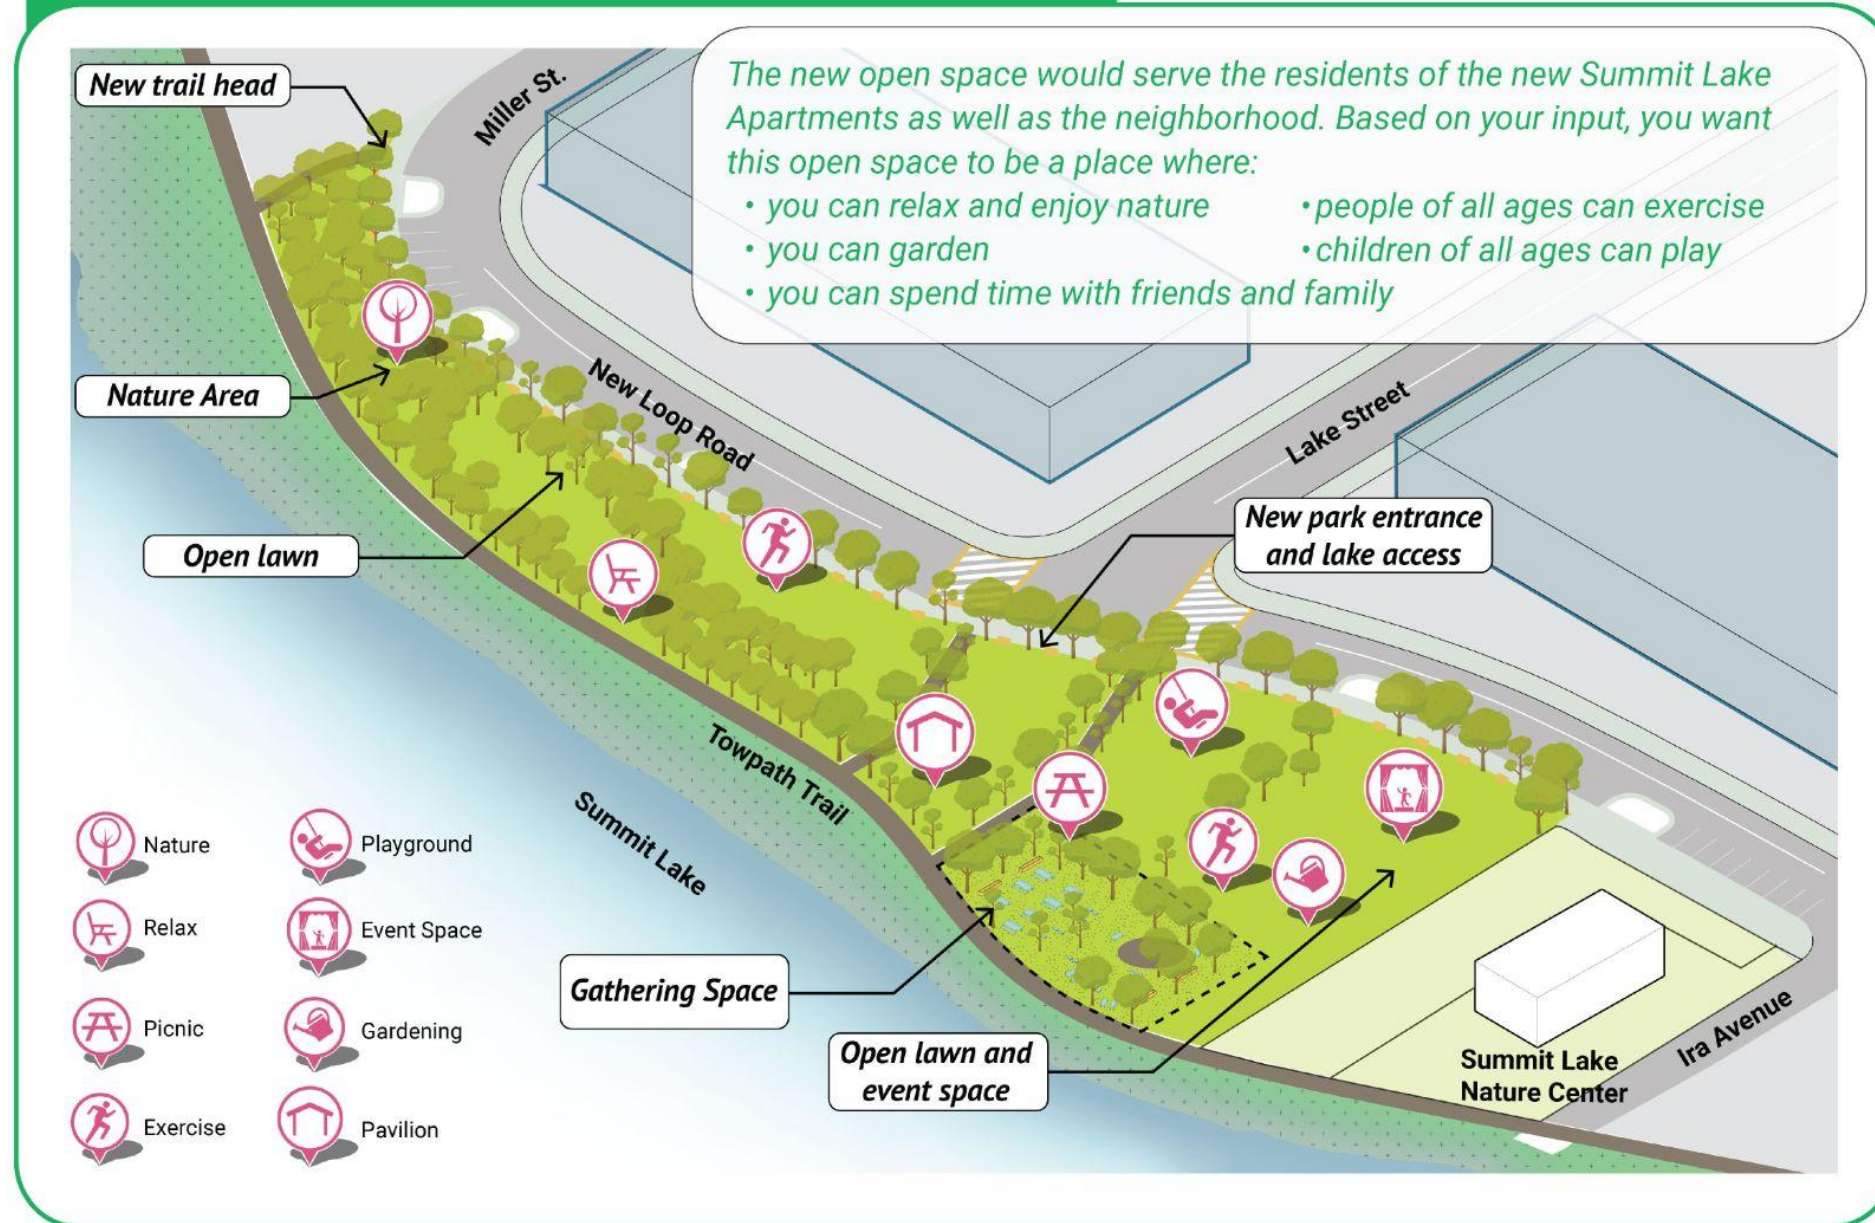 The new open space would serve the residents of the new Summit Lake
Apartments as well as the neighborhood. Based on your input, you want
this open space to be a place where:
• you can relax and enjoy nature
• you can garden
• you can spend time with friends and family
• people of all ages can exercise
• children of all ages can play
New trail head
Miller St.
Nature Area
New Loop Road
Lake Street
Open lawn
New park entrance
and lake access
Towpath Trail
Summit Lake
Gathering Space
Open lawn and
event space
Summit Lake
Nature Center
Ira Avenue
Nature
Relax
Picnic
Exercise
Playground
Event Space
Gardening
Pavilion